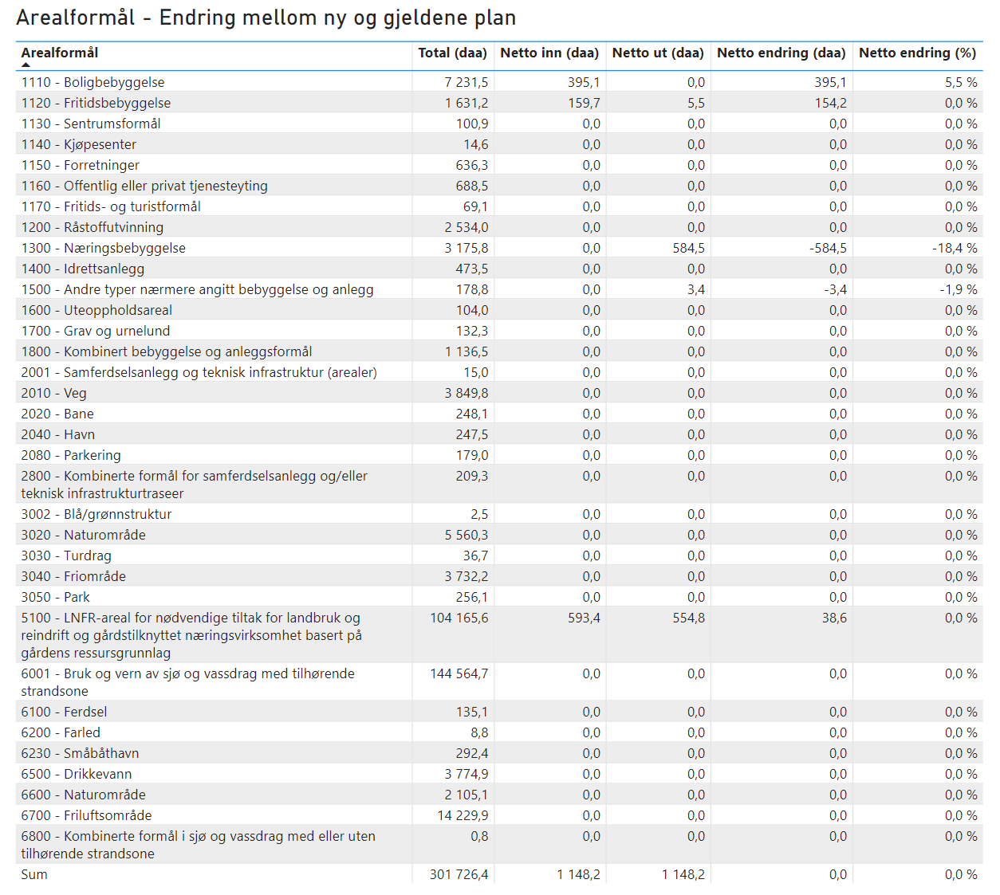 Arealformål - Endring mellom ny og gjeldene plan
Arealformål Total (daa) Netto inn (daa) Netto ut (daa) Netto endring (daa) Netto endring (%)
1110 - Boligbebyggelse 7 231,5 395,1 0,0 395,1 5,5 %
1120 - Fritidsbebyggelse 1 631,2 159,7 5,5 154,2 0,0 %
1130 - Sentrumsformål 100,9 0,0 0,0 0,0 0,0 %
1140 - Kjøpesenter 14,6 0,0 0,0 0,0 0,0 %
1150 - Forretninger 636,3 0,0 0,0 0,0 0,0 %
1160 - Offentlig eller privat tjenesteyting 688,5 0,0 0,0 0,0 0,0 %
1170 - Fritids- og turistformål 69,1 0,0 0,0 0,0 0,0 %
1200 - Råstoffutvinning 2 534,0 0,0 0,0 0,0 0,0 %
1300 - Næringsbebyggelse 3 175,8 0,0 584,5 -584,5 -18,4 %
1400 - Idrettsanlegg 473,5 0,0 0,0 0,0 0,0 %
1500 - Andre typer nærmere angitt bebyggelse og anlegg 178,8 0,0 3,4 -3,4 -1,9 %
1600 - Uteoppholdsareal 104,0 0,0 0,0 0,0 0,0 %
1700 - Grav og urnelund 132,3 0,0 0,0 0,0 0,0 %
1800 - Kombinert bebyggelse og anleggsformål 1 136,5 0,0 0,0 0,0 0,0 %
2001 - Samferdselsanlegg og teknisk infrastruktur (arealer) 15,0 0,0 0,0 0,0 0,0 %
2010 - Veg 3 849,8 0,0 0,0 0,0 0,0 %
2020 - Bane 248,1 0,0 0,0 0,0 0,0 %
2040 - Havn 247,5 0,0 0,0 0,0 0,0 %
2080 - Parkering 179,0 0,0 0,0 0,0 0,0 %
2800 - Kombinerte formål for samferdselsanlegg og/eller 209,3 0,0 0,0 0,0 0,0 %
teknisk infrastrukturtraseer
3002 - Blå/grønnstruktur 2,5 0,0 0,0 0,0 0,0 %
3020 - Naturområde 5 560,3 0,0 0,0 0,0 0,0 %
3030 - Turdrag 36,7 0,0 0,0 0,0 0,0 %
3040 - Friområde 3 732,2 0,0 0,0 0,0 0,0 %
3050 - Park 256,1 0,0 0,0 0,0 0,0 %
5100 - LNFR-areal for nødvendige tiltak for landbruk og 104 165,6 593,4 554,8 38,6 0,0 %
reindrift og gårdstilknyttet næringsvirksomhet basert på
gårdens ressursgrunnlag
6001 - Bruk og vern av sjø og vassdrag med tilhørende 144 564,7 0,0 0,0 0,0 0,0 %
strandsone
6100 - Ferdsel 135,1 0,0 0,0 0,0 0,0 %
6200 - Farled 8,8 0,0 0,0 0,0 0,0 %
6230 - Småbåthavn 292,4 0,0 0,0 0,0 0,0 %
6500 - Drikkevann 3 774,9 0,0 0,0 0,0 0,0 %
6600 - Naturområde 2 105,1 0,0 0,0 0,0 0,0 %
6700 - Friluftsområde 14 229,9 0,0 0,0 0,0 0,0 %
6800 - Kombinerte formål i sjø og vassdrag med eller uten 0,8 0,0 0,0 0,0 0,0 %
tilhørende strandsone
Sum 301 726,4 1 148,2 1 148,2 0,0 0,0 %